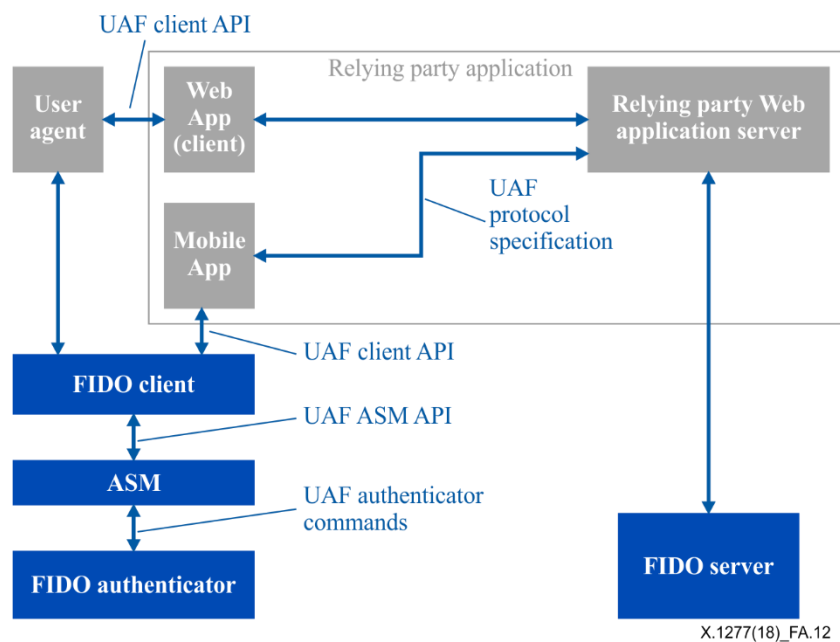 UAF client API
Relying party application
User
agent
Web
App
(client)
Relying party Web
application server
UAF
protocol
specification
Mobile
App
UAF client API
FIDO client
UAF ASM API
ASM
UAF authenticator
commands
FIDO authenticator
FIDO server
X.1277(18)_FA.12